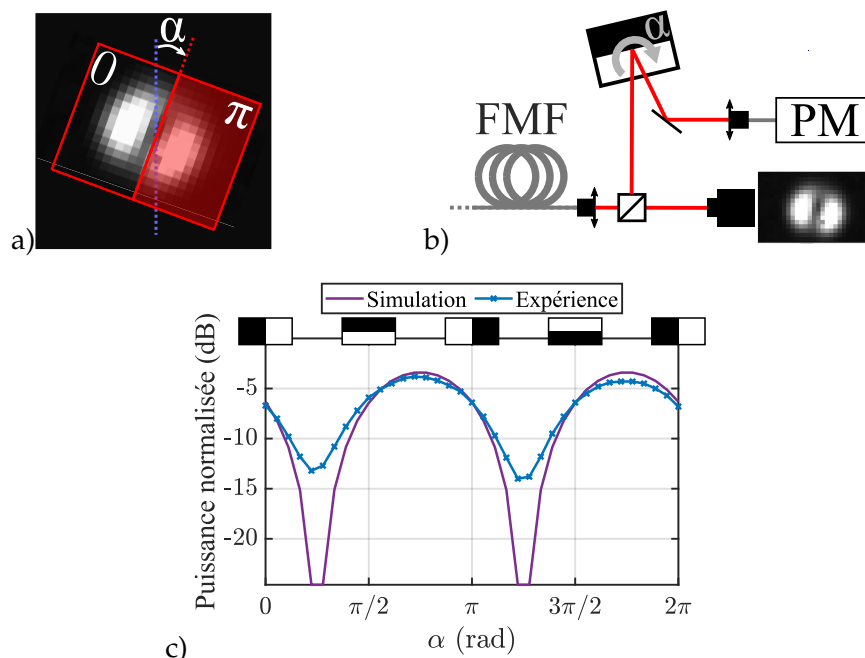 α
0
π
a)
α
FMF
PM
b)
Simulation
Expérience
Puissance normalisée (dB)
-5
-10
-15
-20
0
π/2
π
3π/2
2π
α (rad)
c)